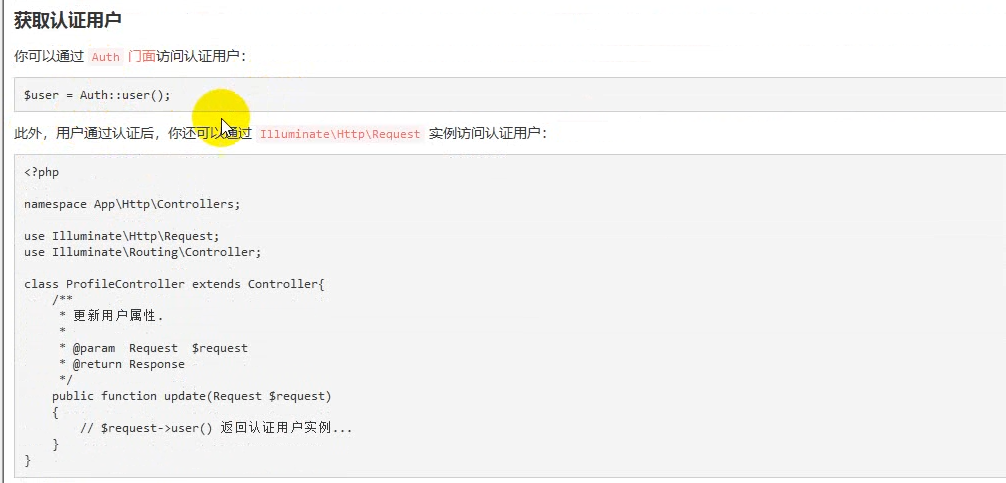 获取认证用户
你可以通过 Auth 门面访问认证用户：
$user = Auth::user();
此外，用户通过认证后，你还可以通过 Illuminate\Http\Request 实例访问认证用户：
<?php
namespace App\Http\Controllers;
use Illuminate\Http\Request;
use Illuminate\Routing\Controller;
class ProfileController extends Controller{
    /**
     * 更新用户属性.
     *
     * @param  Request  $request
     * @return Response
     */
    public function update(Request $request)
    {
        // $request->user() 返回认证用户实例...
    }
}